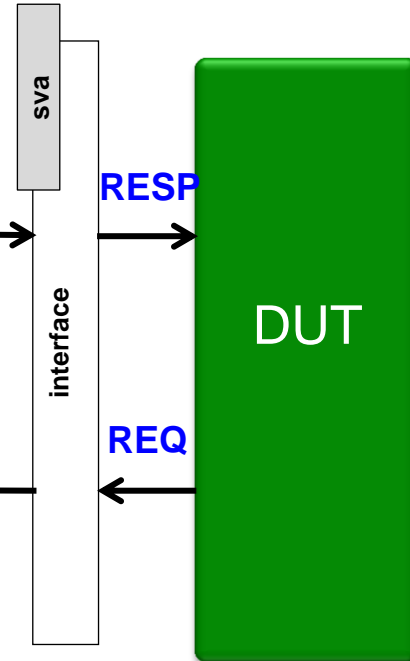 sva
RESP
interface
DUT
REQ